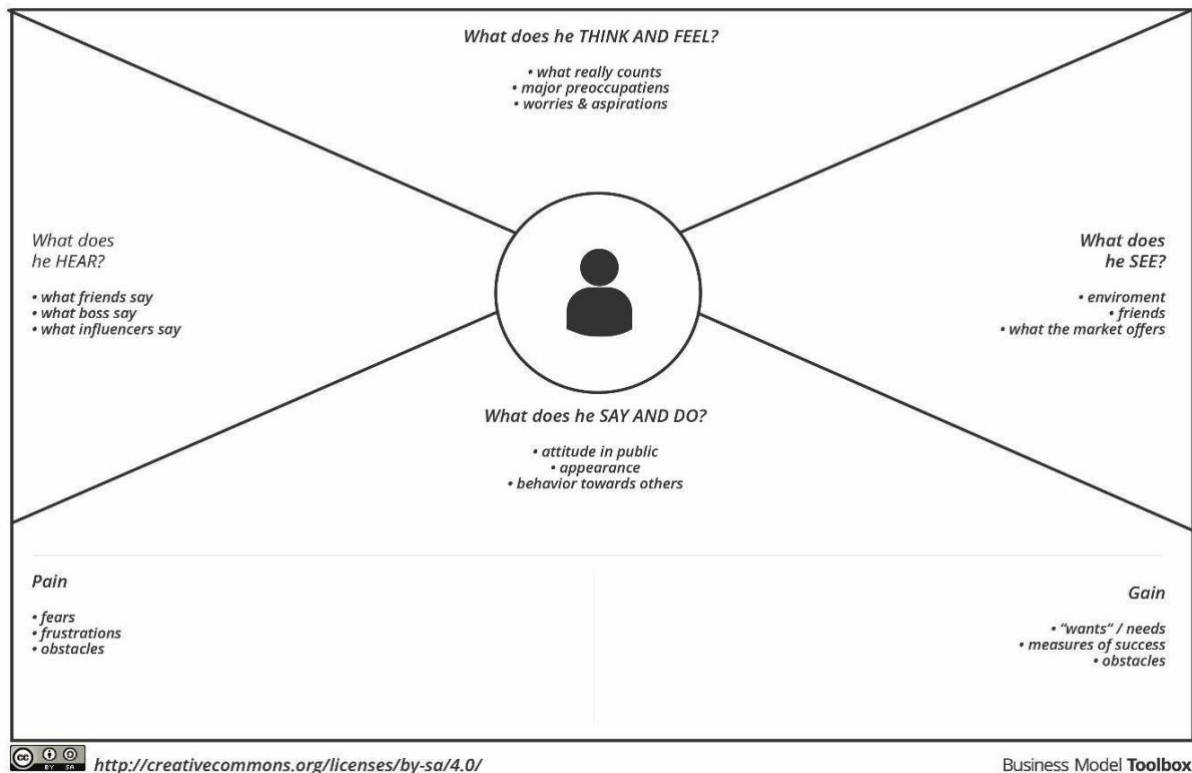 What does he THINK AND FEEL?
• what really counts
• major preoccupatiens
• worries & aspirations
What does
he HEAR?
• what friends say
• what boss say
• what influencers say
What does
he SEE?
• enviroment
• friends
• what the market offers
What does he SAY AND DO?
• attitude in public
• appearance
• behavior towards others
Pain
• fears
• frustrations
• obstacles
Gain
• “wants“ / needs
• measures of success
• obstacles
cc BY SA
http://creativecommons.org/licenses/by-sa/4.0/
Business Model Toolbox